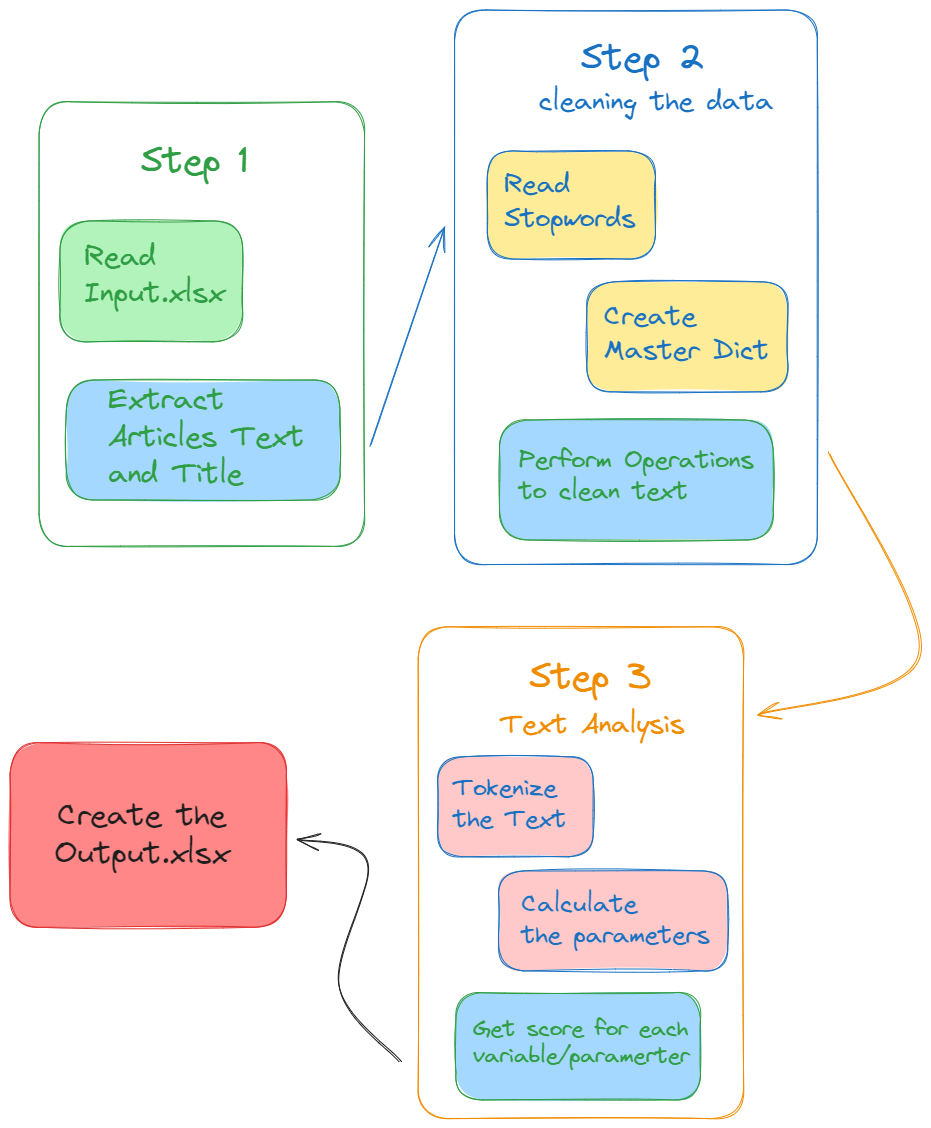 Step 1
Read
Input.xlsx
Extract
Articles Text
and Title
Step 2
cleaning the data
Read
Stopwords
Create
Master Dict
Perform Operations
to clean text
Step 3
Text Analysis
Tokenize
the Text
Calculate
the parameters
Get score for each
variable/paramerter
Create the
Output.xlsx